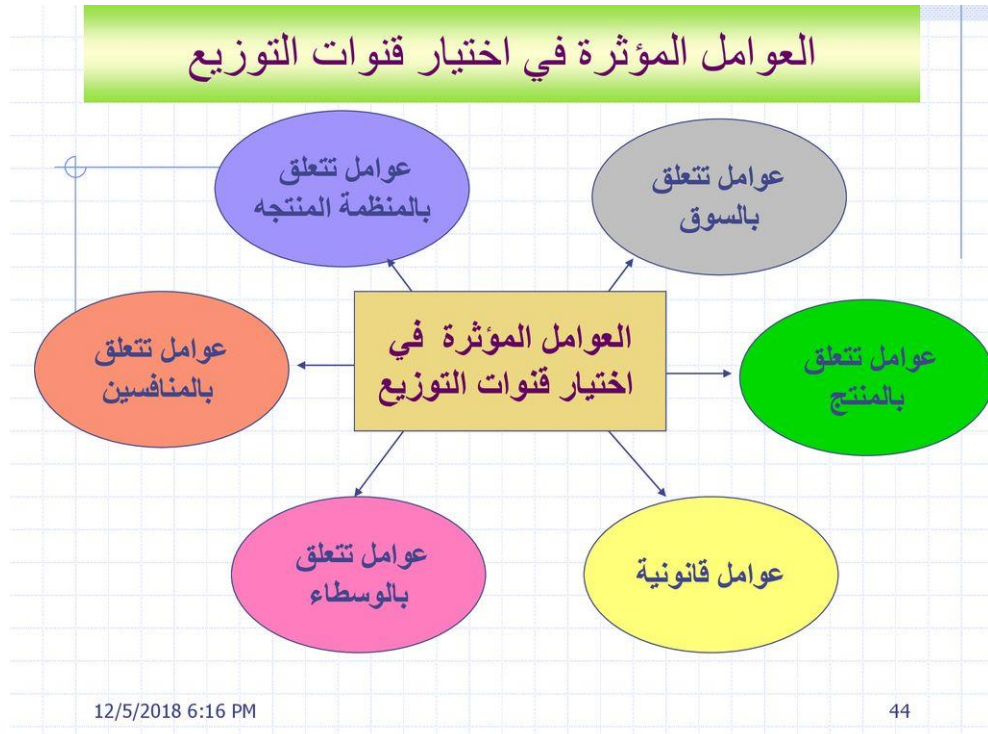 العوامل المؤثرة في اختيار قنوات التوزيع
عوامل تتعلق
بالسوق
عوامل تتعلق
بالمنظمة المنتجه
العوامل المؤثرة في
اختيار قنوات التوزيع
عوامل تتعلق
بالمنتج
عوامل تتعلق
بالمنافسين
عوامل قانونية
عوامل تتعلق
بالوسطاء
12/5/2018 6:16 PM
44